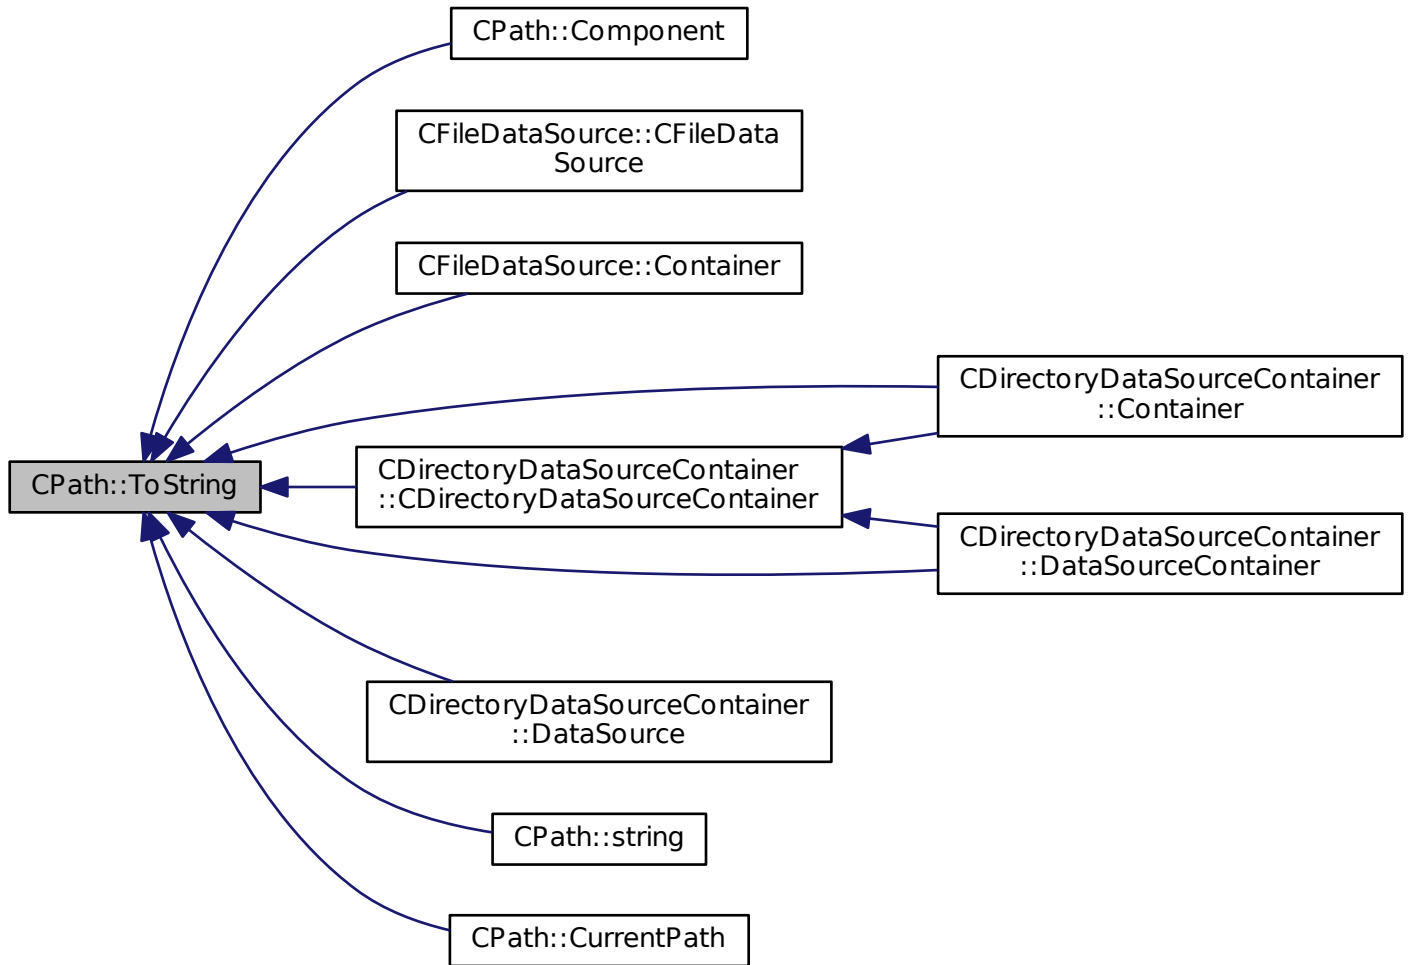 CPath::Component
CFileDataSource::CFileData
Source
CFileDataSource::Container
CDirectoryDataSourceContainer
::Container
CPath::ToString
CDirectoryDataSourceContainer
::CDirectoryDataSourceContainer
CDirectoryDataSourceContainer
::DataSourceContainer
CDirectoryDataSourceContainer
::DataSource
CPath::string
CPath::CurrentPath